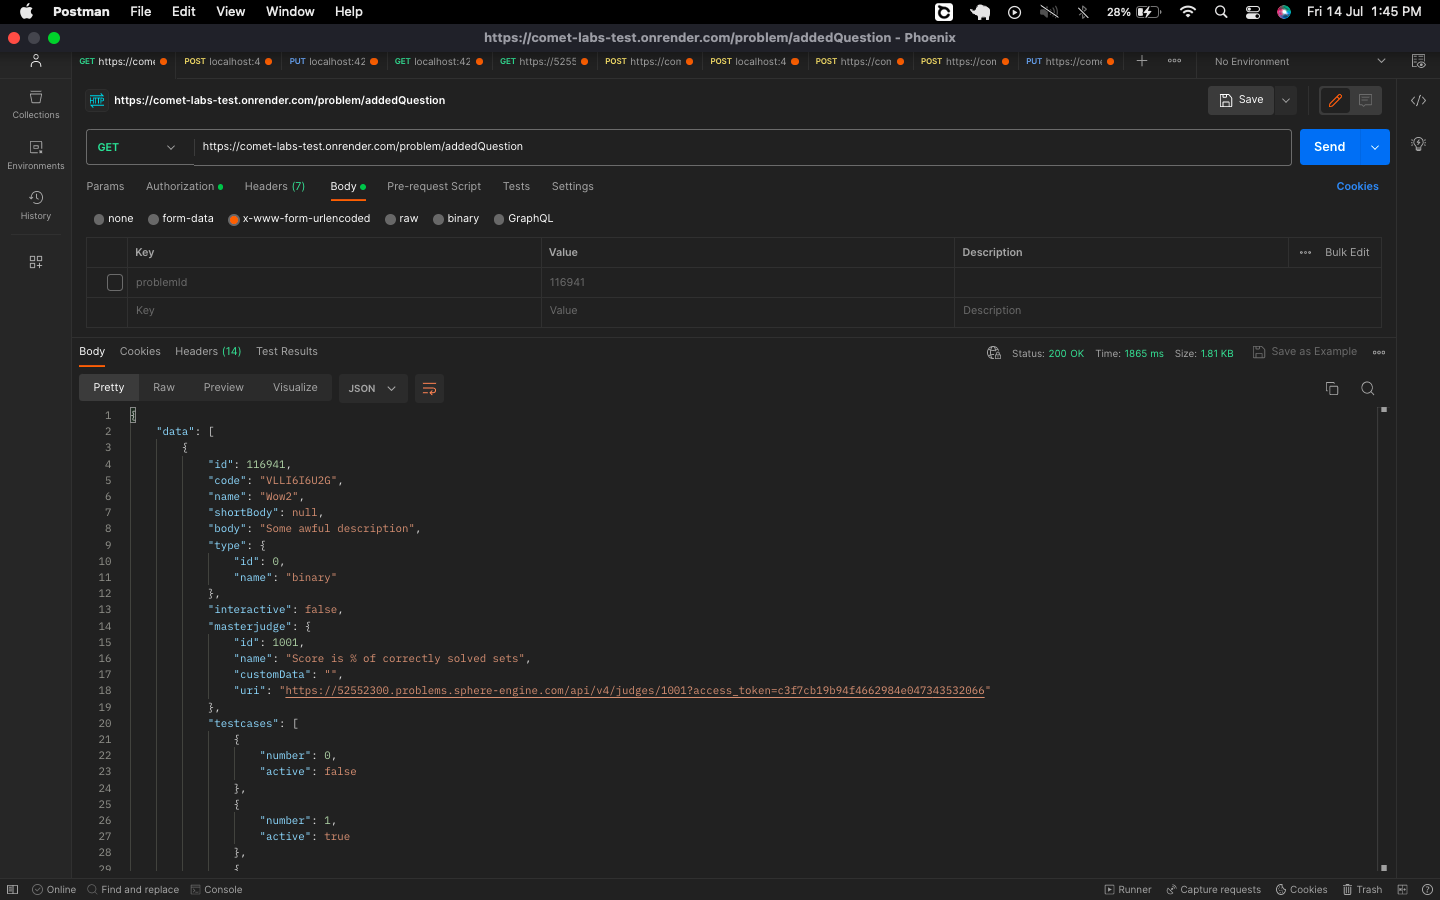 Postman File Edit View Window Help 28% Fri 14 Jul 1:45 PM
https://comet-labs-test.onrender.com/problem/addedQuestion - Phoenix
GET https://come POST localhost:4 PUT localhost:42 GET localhost:42 GET https://5255 POST https://con POST localhost:4 POST https://con POST https://con PUT https://come No Environment
HTTP https://comet-labs-test.onrender.com/problem/addedQuestion Save
Collections
Environments
History
GET https://comet-labs-test.onrender.com/problem/addedQuestion Send
Params Authorization Headers (7) Body Pre-request Script Tests Settings Cookies
none form-data x-www-form-urlencoded raw binary GraphQL
Key Value Description Bulk Edit
problemId 116941
Key Value Description
Body Cookies Headers (14) Test Results Status: 200 OK Time: 1865 ms Size: 1.81 KB Save as Example
Pretty Raw Preview Visualize JSON
1 {
2 "data": [
3 {
4 "id": 116941,
5 "code": "VLLI6I6U2G",
6 "name": "Wow2",
7 "shortBody": null,
8 "body": "Some awful description",
9 "type": {
10 "id": 0,
11 "name": "binary"
12 },
13 "interactive": false,
14 "masterjudge": {
15 "id": 1001,
16 "name": "Score is % of correctly solved sets",
17 "customData": "",
18 "uri": "https://52552300.problems.sphere-engine.com/api/v4/judges/1001?access_token=c3f7cb19b94f4662984e047343532066"
19 },
20 "testcases": [
21 {
22 "number": 0,
23 "active": false
24 },
25 {
26 "number": 1,
27 "active": true
28 },
29 {
Online Find and replace Console Runner Capture requests Cookies Trash